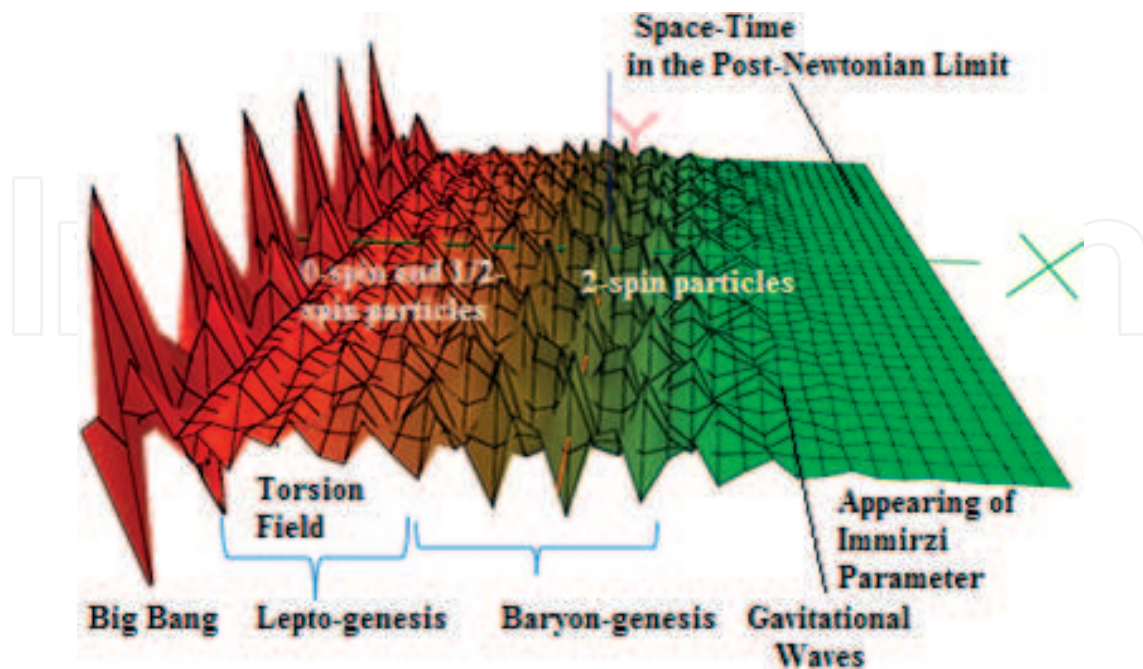 Space-Time
in the Post-Newtonian Limit
Y
X
0-spin and 1/2-
spin particles
2-spin particles
Torsion
Field
Appearing of
Immirzi
Parameter
Big Bang
Lepto-genesis
Baryon-genesis
Gavitational
Waves